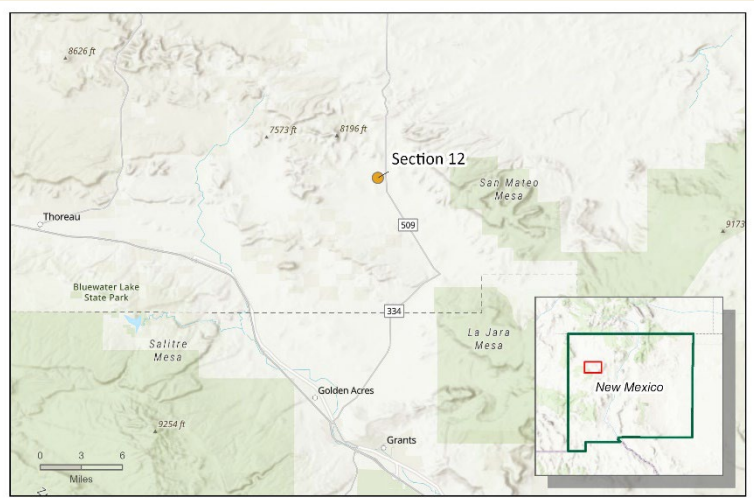 8626 ft
7573 ft
8196 ft
Section 12
San Mateo
Mesa
Thoreau
509
9173
Bluewater Lake
State Park
334
Salitre
Mesa
La Jara
Mesa
New Mexico
Golden Acres
9254 ft
Grants
0 3 6
Miles